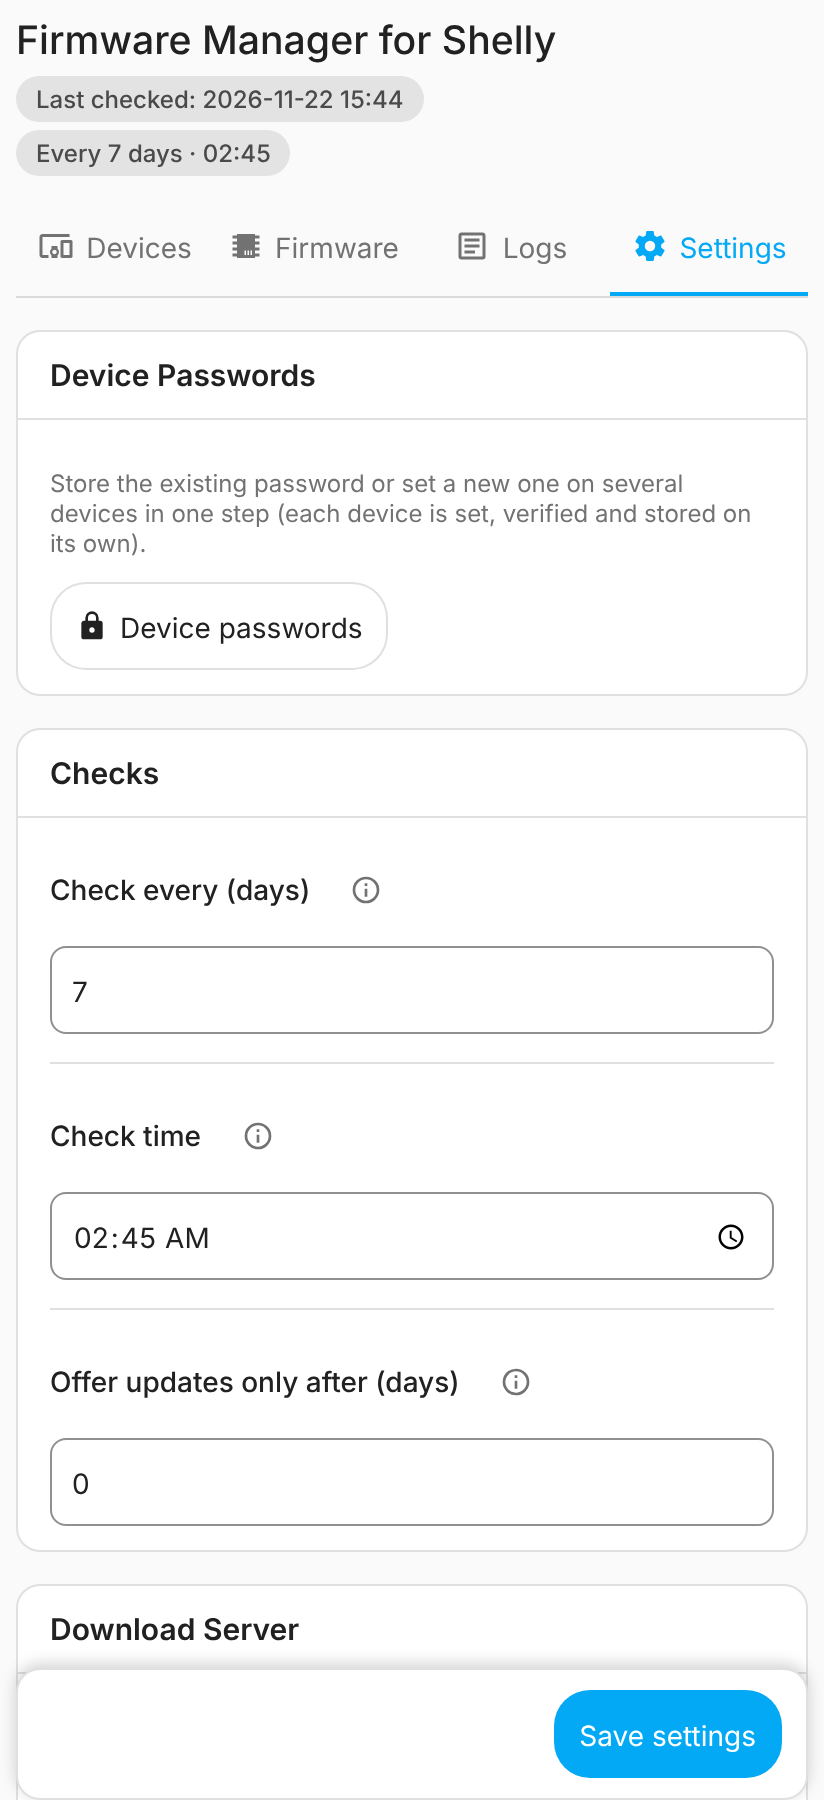 Firmware Manager for Shelly
Last checked: 2026-11-22 15:44
Every 7 days · 02:45
Devices
Firmware
Logs
Settings
Device Passwords
Store the existing password or set a new one on several
devices in one step (each device is set, verified and stored on
its own).
Device passwords
Checks
Check every (days)
7
Check time
02:45 AM
Offer updates only after (days)
0
Download Server
Save settings